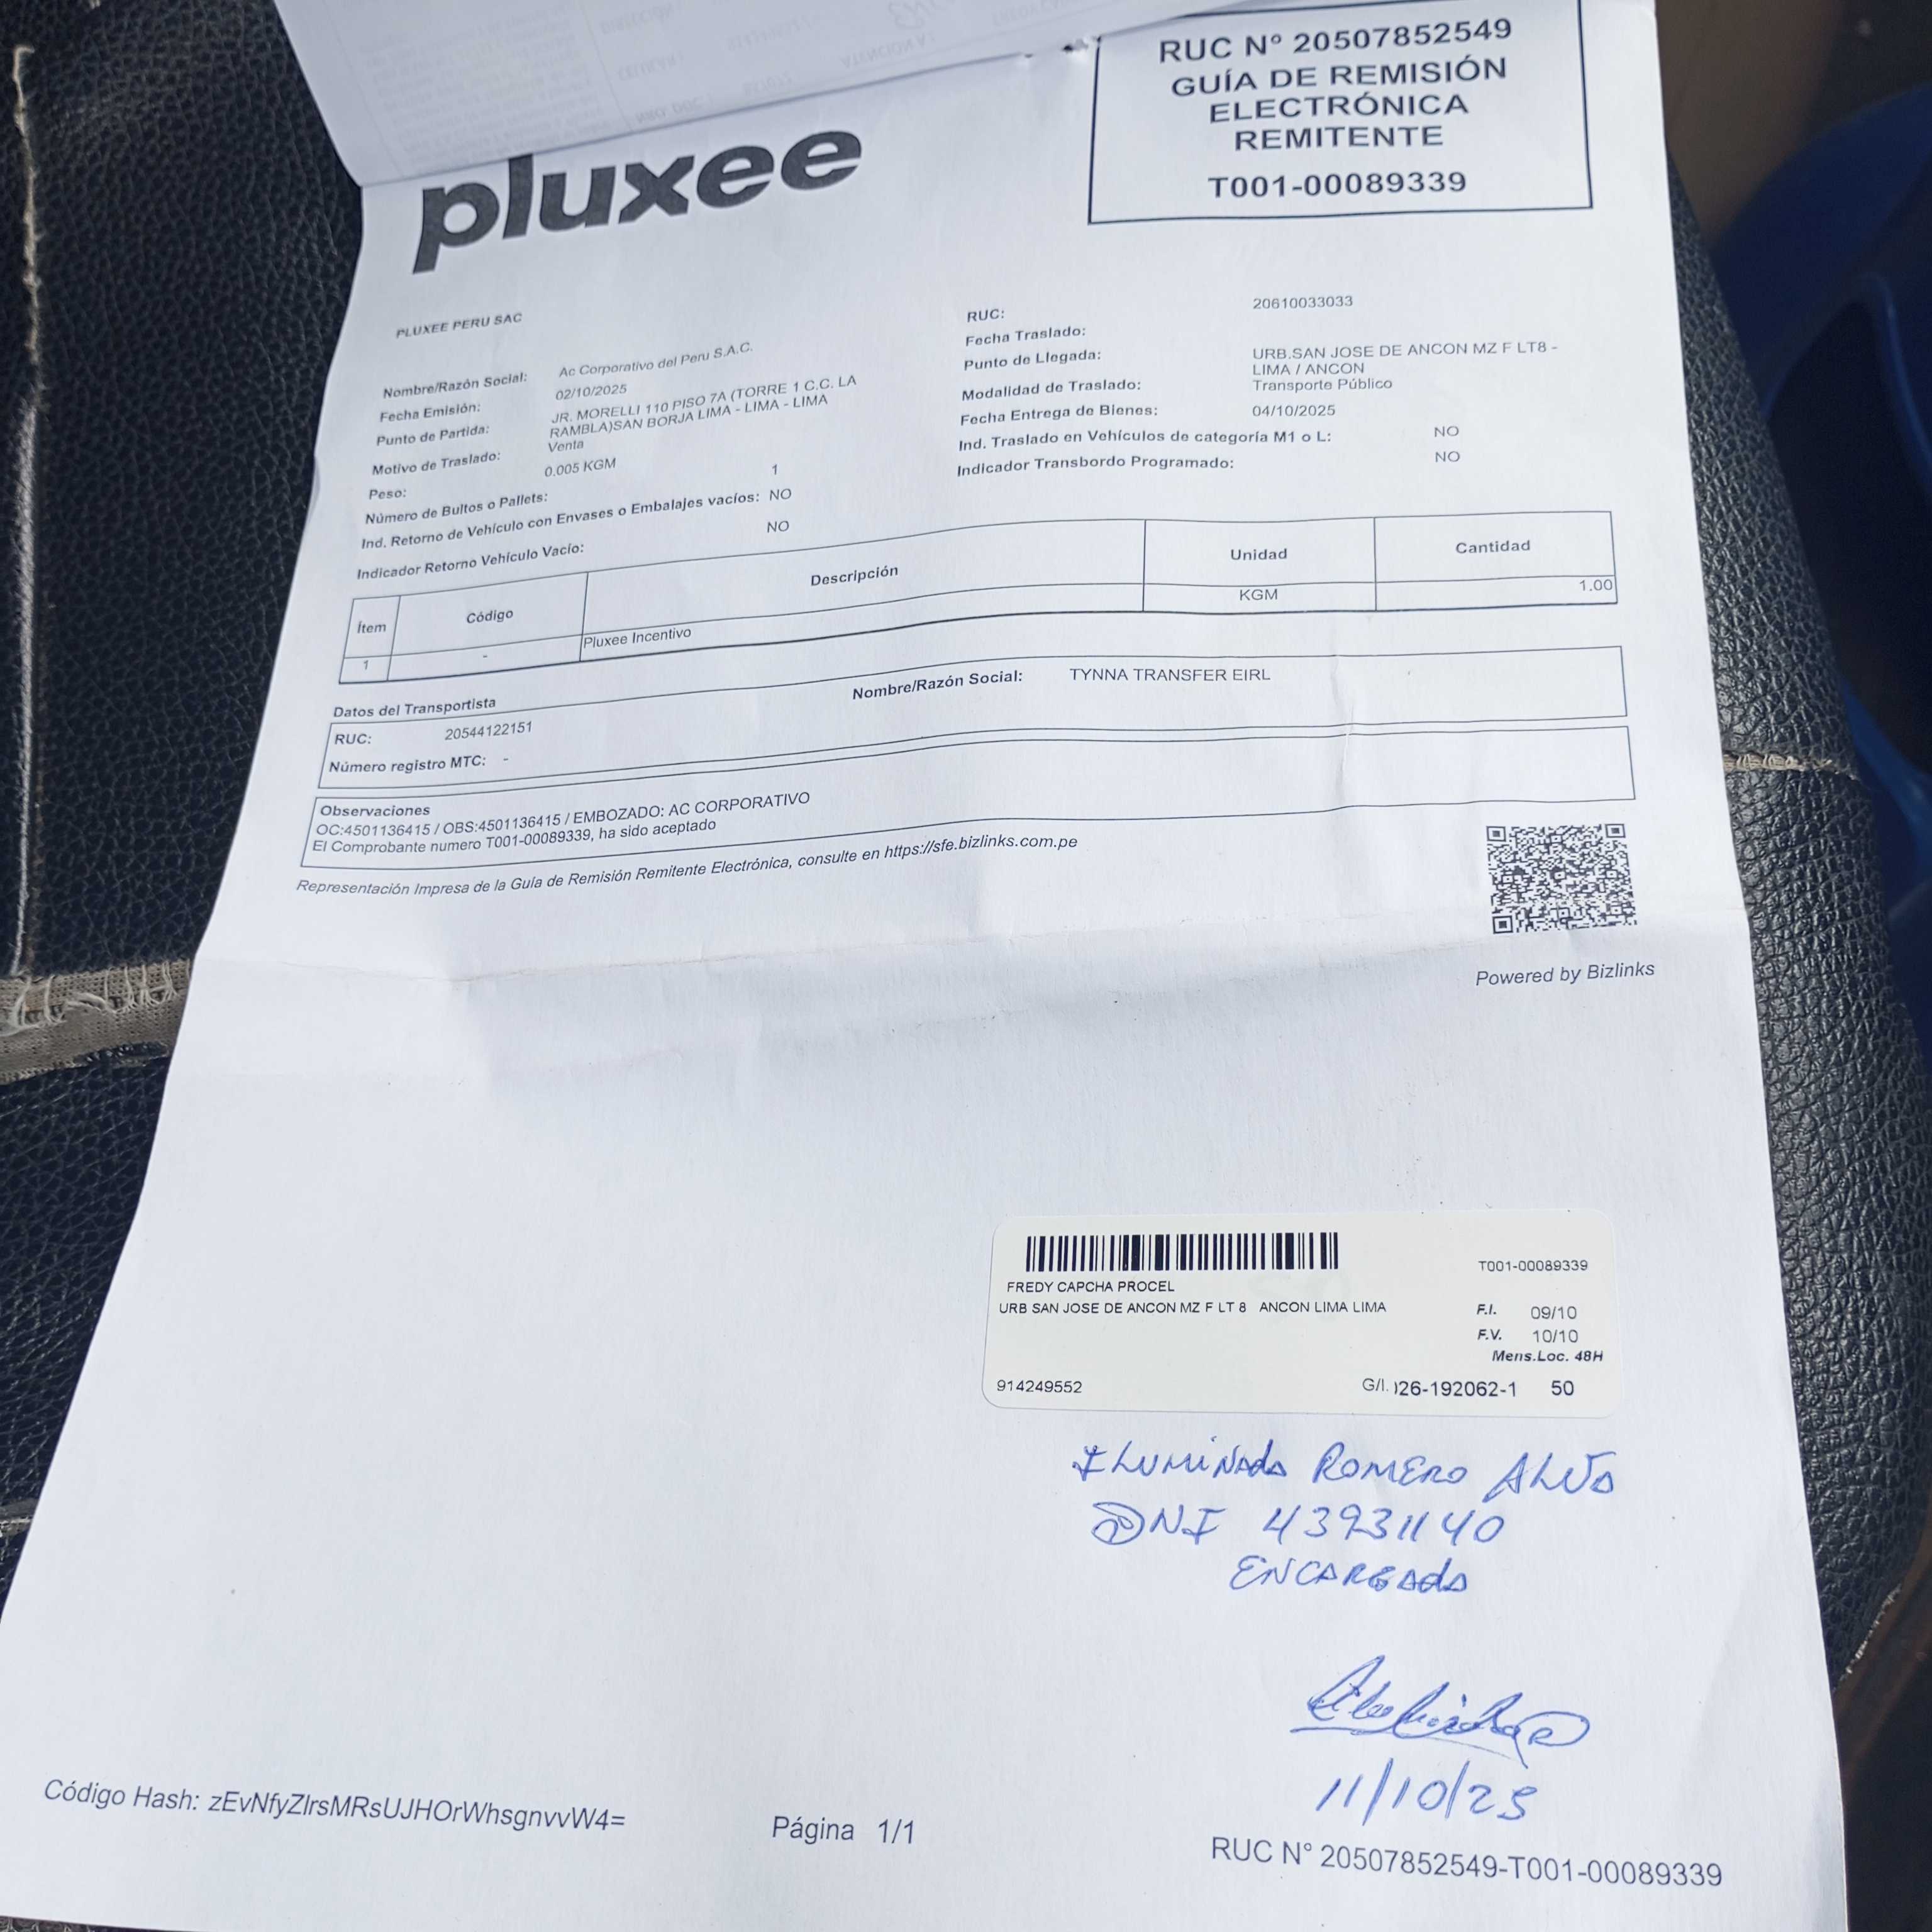 RUC Nº 20507852549
GUÍA DE REMISIÓN
ELECTRÓNICA
REMITENTE
T001-00089339
pluxee
PLUXEE PERU SAC
Nombre/Razón Social: Ac Corporativo del Peru S.A.C.
Fecha Emisión: 02/10/2025
Punto de Partida: JR. MORELLI 110 PISO 7A (TORRE 1 C.C. LA
RAMBLA)SAN BORJA LIMA - LIMA - LIMA
Motivo de Traslado: Venta
Peso: 0.005 KGM
Número de Bultos o Pallets: 1
Ind. Retorno de Vehículo con Envases o Embalajes vacíos: NO
Indicador Retorno Vehículo Vacío: NO
RUC: 20610033033
Fecha Traslado:
Punto de Llegada: URB.SAN JOSE DE ANCON MZ F LT8 -
LIMA / ANCON
Modalidad de Traslado: Transporte Público
Fecha Entrega de Bienes: 04/10/2025
Ind. Traslado en Vehículos de categoría M1 o L: NO
Indicador Transbordo Programado: NO
Ítem Código Descripción Unidad Cantidad
1 - Pluxee Incentivo KGM 1.00
Datos del Transportista
RUC: 20544122151 Nombre/Razón Social: TYNNA TRANSFER EIRL
Número registro MTC: -
Observaciones
OC:4501136415 / OBS:4501136415 / EMBOZADO: AC CORPORATIVO
El Comprobante numero T001-00089339, ha sido aceptado
Representación Impresa de la Guía de Remisión Remitente Electrónica, consulte en https://sfe.bizlinks.com.pe
Powered by Bizlinks
T001-00089339
FREDY CAPCHA PROCEL
URB SAN JOSE DE ANCON MZ F LT 8 ANCON LIMA LIMA
F.I. 09/10
F.V. 10/10
Mens.Loc. 48H
914249552 G/I. 26-192062-1 50
ILUMINAdA ROMERO ALVA
DNI 43931140
ENCARGAdA
11/10/25
Código Hash: zEvNfyZIrsMRsUJHOrWhsgnvvW4=
Página 1/1
RUC N° 20507852549-T001-00089339